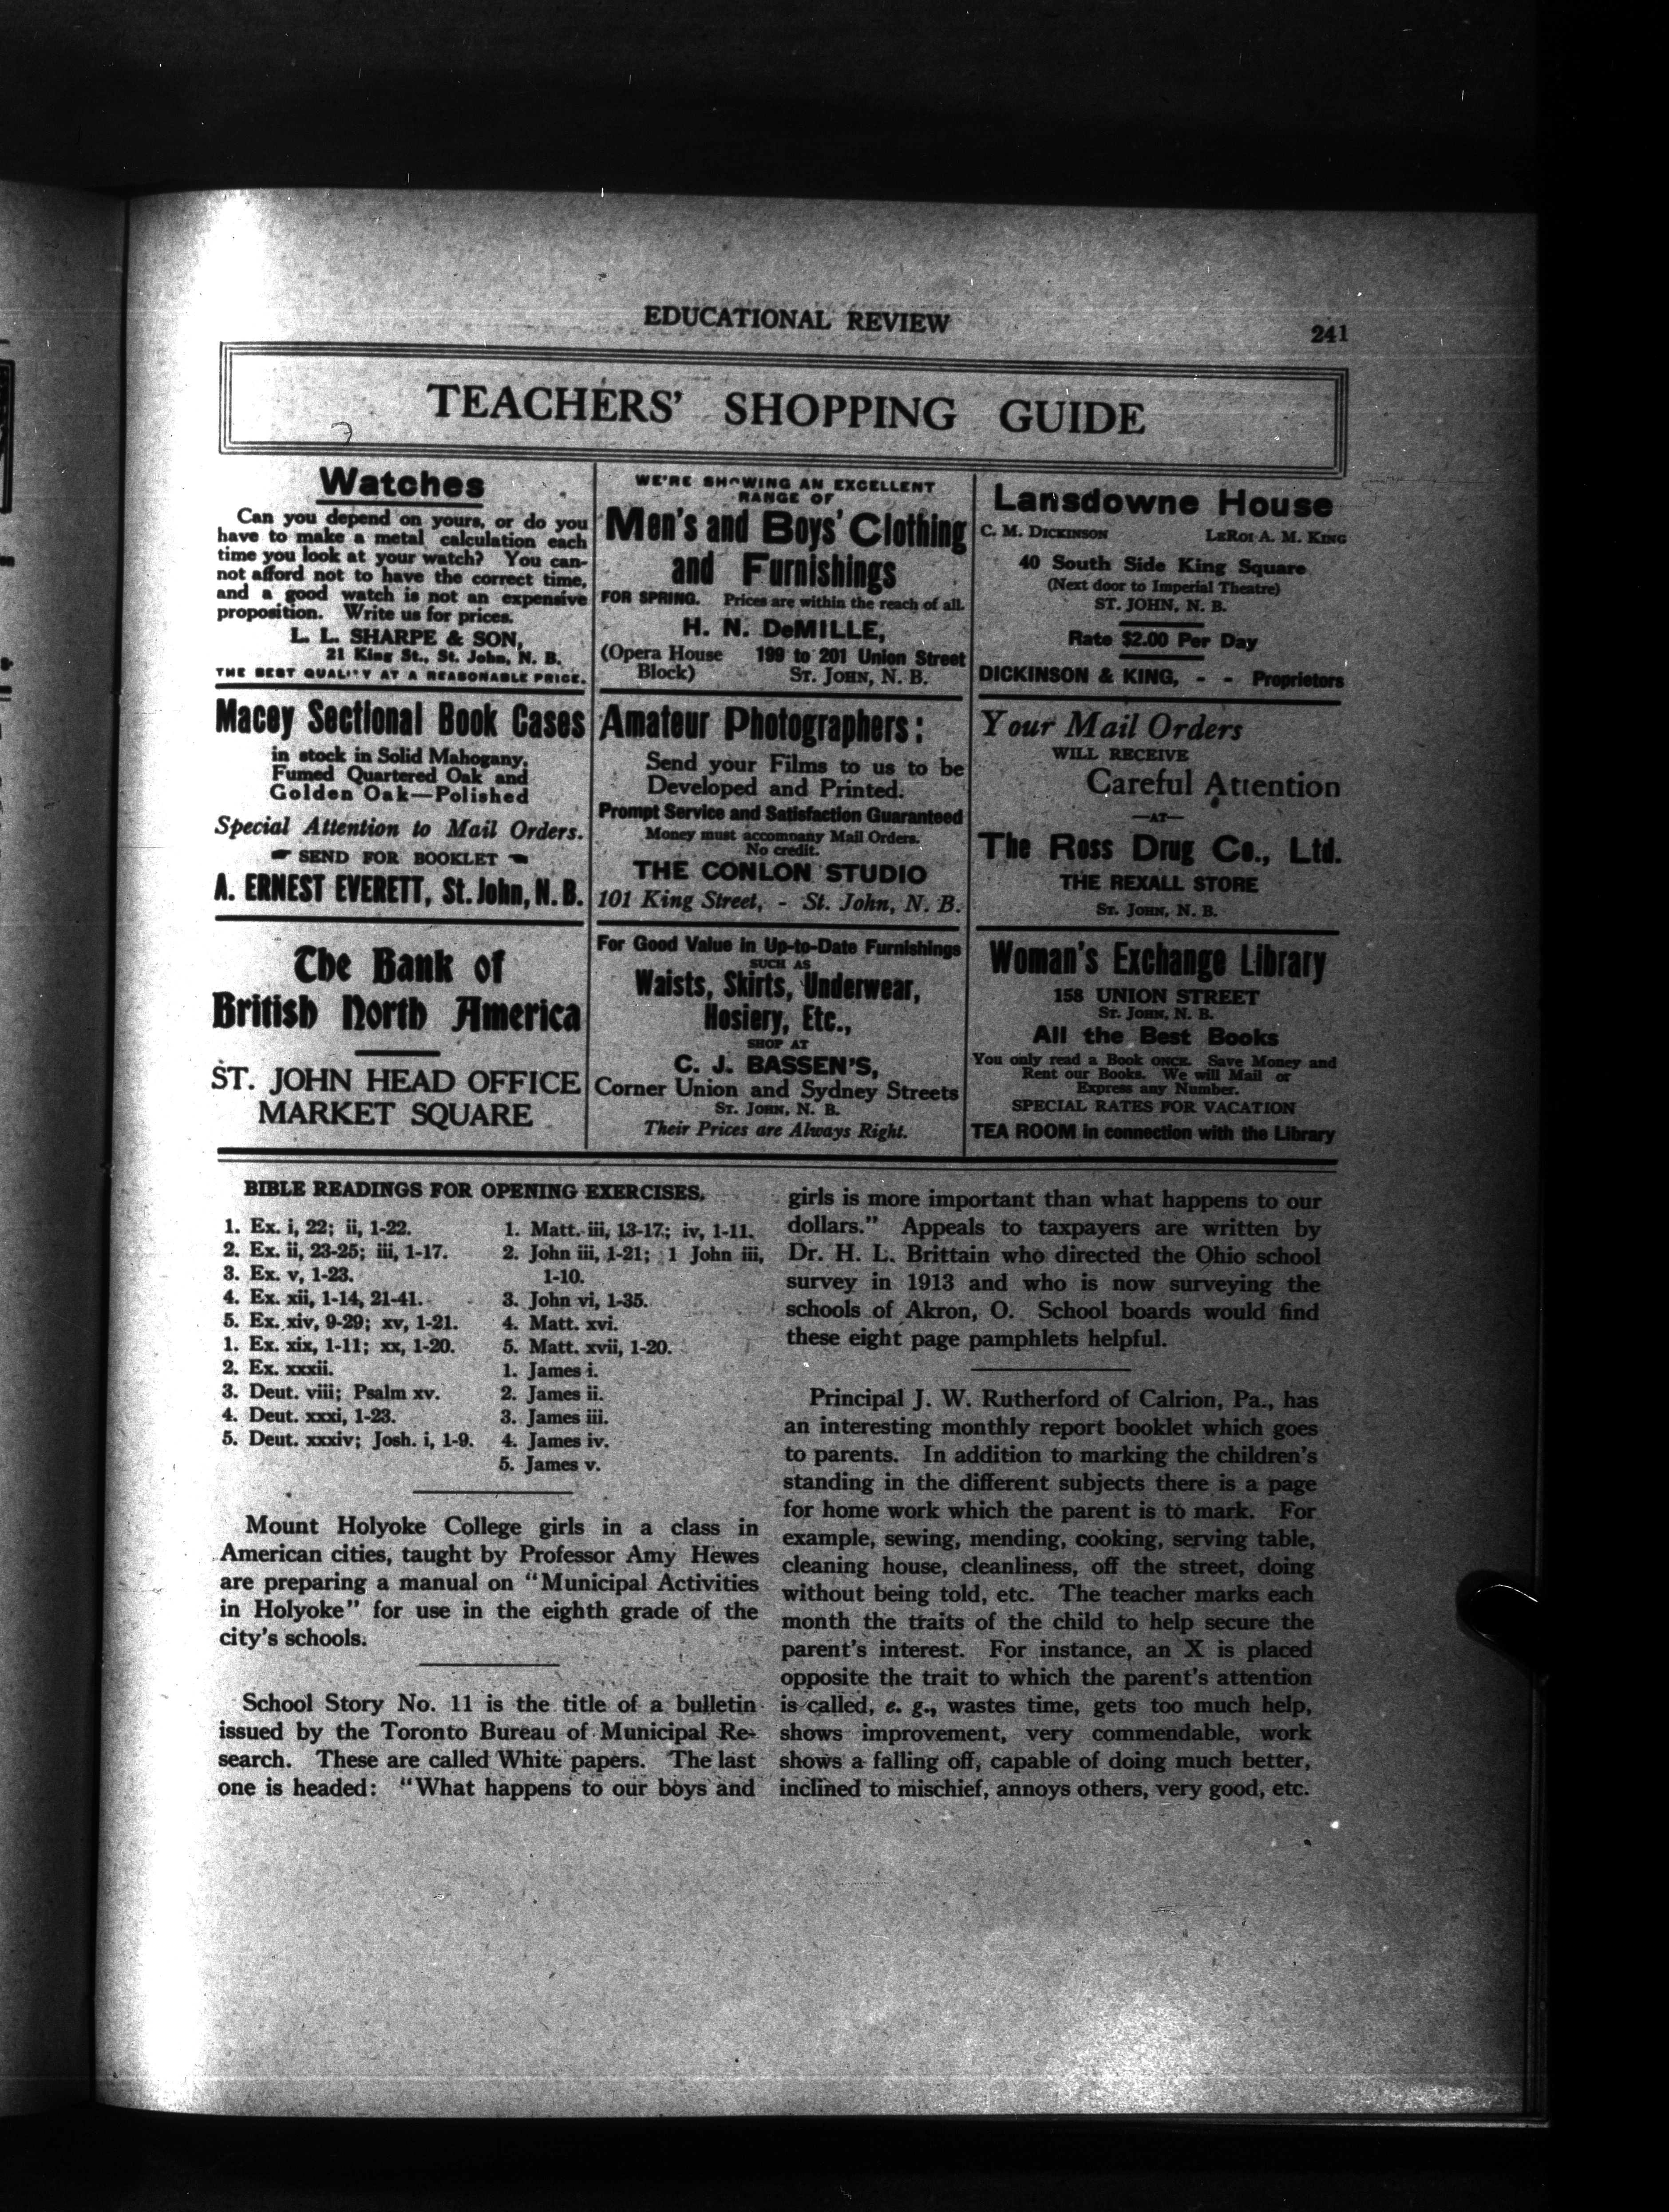 EDUCATIONAL REVIEW
241
TEACHERS' SHOPPING GUIDE
Watches
Can you depend on yours, or do you
have to make a metal calculation each
time you look at your watch? You can-
not afford not to have the correct time,
and a good watch is not an expensive
proposition. Write us for prices.
L. L. SHARPE & SON,
21 King St., St. John, N. B.
THE BEST QUALITY AT A REASONABLE PRICE.
WE'RE SHOWING AN EXCELLENT
RANGE OF
Men's and Boys' Clothing
and Furnishings
FOR SPRING. Prices are within the reach of all.
H. N. DeMILLE,
(Opera House 199 to 201 Union Street
Block) ST. JOHN, N. B.
Lansdowne House
C. M. DICKINSON LEROI A. M. KING
40 South Side King Square
(Next door to Imperial Theatre)
ST. JOHN, N. B.
Rate $2.00 Per Day
DICKINSON & KING, - - Proprietors
Macey Sectional Book Cases
in stock in Solid Mahogany,
Fumed Quartered Oak and
Golden Oak—Polished
Special Attention to Mail Orders.
SEND FOR BOOKLET
A. ERNEST EVERETT, St. John, N. B.
Amateur Photographers:
Send your Films to us to be
Developed and Printed.
Prompt Service and Satisfaction Guaranteed
Money must accompany Mail Orders.
No credit.
THE CONLON STUDIO
101 King Street, - St. John, N. B.
Your Mail Orders
WILL RECEIVE
Careful Attention
—AT—
The Ross Drug Co., Ltd.
THE REXALL STORE
ST. JOHN, N. B.
The Bank of
British North America
ST. JOHN HEAD OFFICE
MARKET SQUARE
For Good Value in Up-to-Date Furnishings
SUCH AS
Waists, Skirts, Underwear,
Hosiery, Etc.,
SHOP AT
C. J. BASSEN'S,
Corner Union and Sydney Streets
ST. JOHN, N. B.
Their Prices are Always Right.
Woman's Exchange Library
158 UNION STREET
ST. JOHN, N. B.
All the Best Books
You only read a Book ONCE. Save Money and
Rent our Books. We will Mail or
Express any Number.
SPECIAL RATES FOR VACATION
TEA ROOM in connection with the Library
BIBLE READINGS FOR OPENING EXERCISES.
1. Ex. i, 22; ii, 1-22.
2. Ex. ii, 23-25; iii, 1-17.
3. Ex. v, 1-23.
4. Ex. xii, 1-14, 21-41.
5. Ex. xiv, 9-29; xv, 1-21.
1. Ex. xix, 1-11; xx, 1-20.
2. Ex. xxxii.
3. Deut. viii; Psalm xv.
4. Deut. xxxi, 1-23.
5. Deut. xxxiv; Josh. i, 1-9.
1. Matt. iii, 13-17; iv, 1-11.
2. John iii, 1-21; 1 John iii,
1-10.
3. John vi, 1-35.
4. Matt. xvi.
5. Matt. xvii, 1-20.
1. James i.
2. James ii.
3. James iii.
4. James iv.
5. James v.
Mount Holyoke College girls in a class in
American cities, taught by Professor Amy Hewes
are preparing a manual on "Municipal Activities
in Holyoke" for use in the eighth grade of the
city's schools.
School Story No. 11 is the title of a bulletin
issued by the Toronto Bureau of Municipal Re-
search. These are called White papers. The last
one is headed: "What happens to our boys and
girls is more important than what happens to our
dollars." Appeals to taxpayers are written by
Dr. H. L. Brittain who directed the Ohio school
survey in 1913 and who is now surveying the
schools of Akron, O. School boards would find
these eight page pamphlets helpful.
Principal J. W. Rutherford of Calrion, Pa., has
an interesting monthly report booklet which goes
to parents. In addition to marking the children's
standing in the different subjects there is a page
for home work which the parent is to mark. For
example, sewing, mending, cooking, serving table,
cleaning house, cleanliness, off the street, doing
without being told, etc. The teacher marks each
month the traits of the child to help secure the
parent's interest. For instance, an X is placed
opposite the trait to which the parent's attention
is called, e. g., wastes time, gets too much help,
shows improvement, very commendable, work
shows a falling off, capable of doing much better,
inclined to mischief, annoys others, very good, etc.